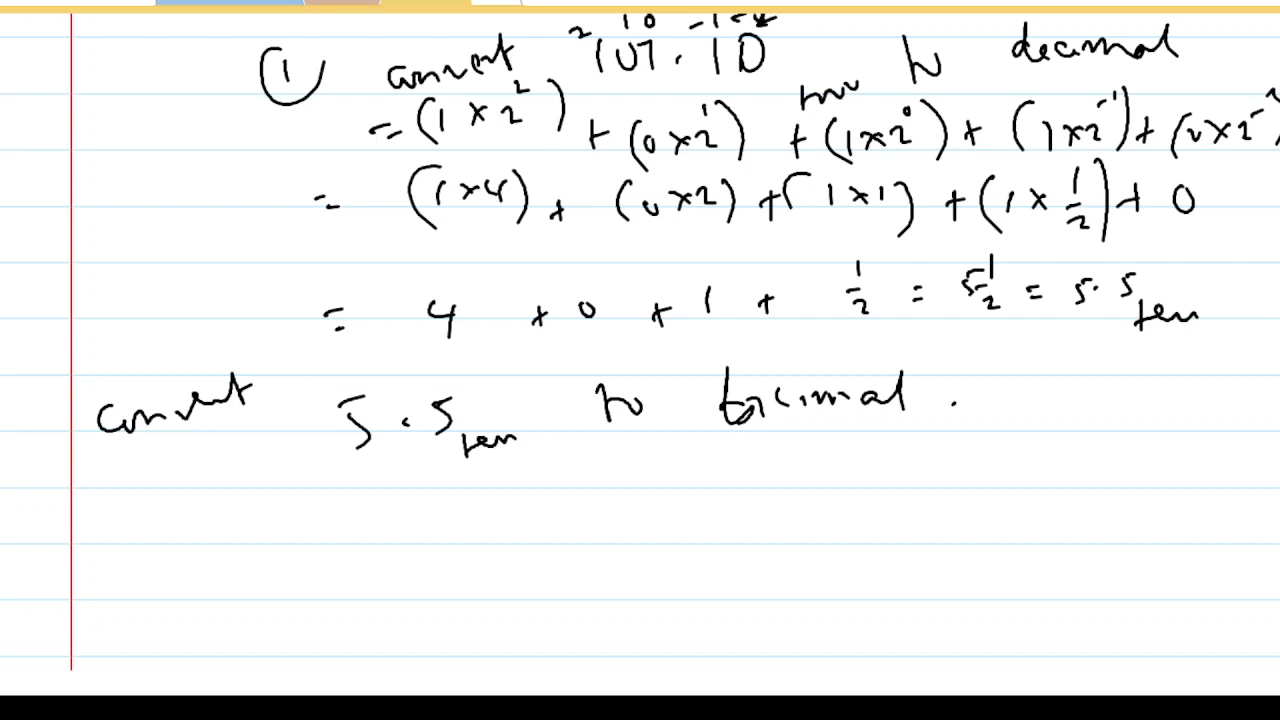 ① convert 101.10 two to decimal
= (1 × 2²) + (0 × 2¹) + (1 × 2⁰) + (1 × 2⁻¹) + (0 × 2⁻²
= (1 × 4) + (0 × 2) + (1 × 1) + (1 × 1/2) + 0
= 4 + 0 + 1 + 1/2 = 5 1/2 = 5.5 ten
convert 5.5 ten to